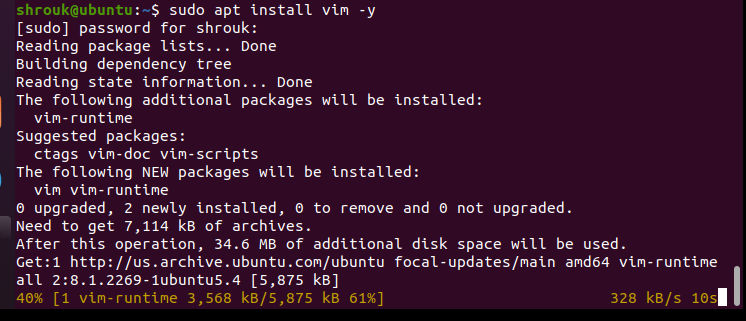 shrouk@ubuntu:~$ sudo apt install vim -y
[sudo] password for shrouk:
Reading package lists... Done
Building dependency tree
Reading state information... Done
The following additional packages will be installed:
  vim-runtime
Suggested packages:
  ctags vim-doc vim-scripts
The following NEW packages will be installed:
  vim vim-runtime
0 upgraded, 2 newly installed, 0 to remove and 0 not upgraded.
Need to get 7,114 kB of archives.
After this operation, 34.6 MB of additional disk space will be used.
Get:1 http://us.archive.ubuntu.com/ubuntu focal-updates/main amd64 vim-runtime
all 2:8.1.2269-1ubuntu5.4 [5,875 kB]
40% [1 vim-runtime 3,568 kB/5,875 kB 61%] 328 kB/s 10s